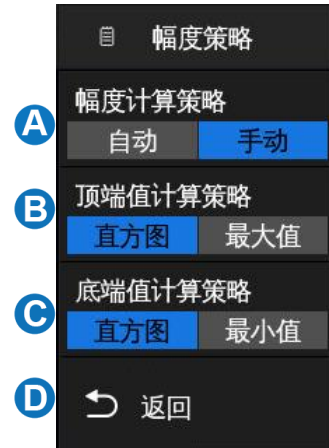 幅度策略
A
幅度计算策略
自动 手动
B
顶端值计算策略
直方图 最大值
C
底端值计算策略
直方图 最小值
D
返回